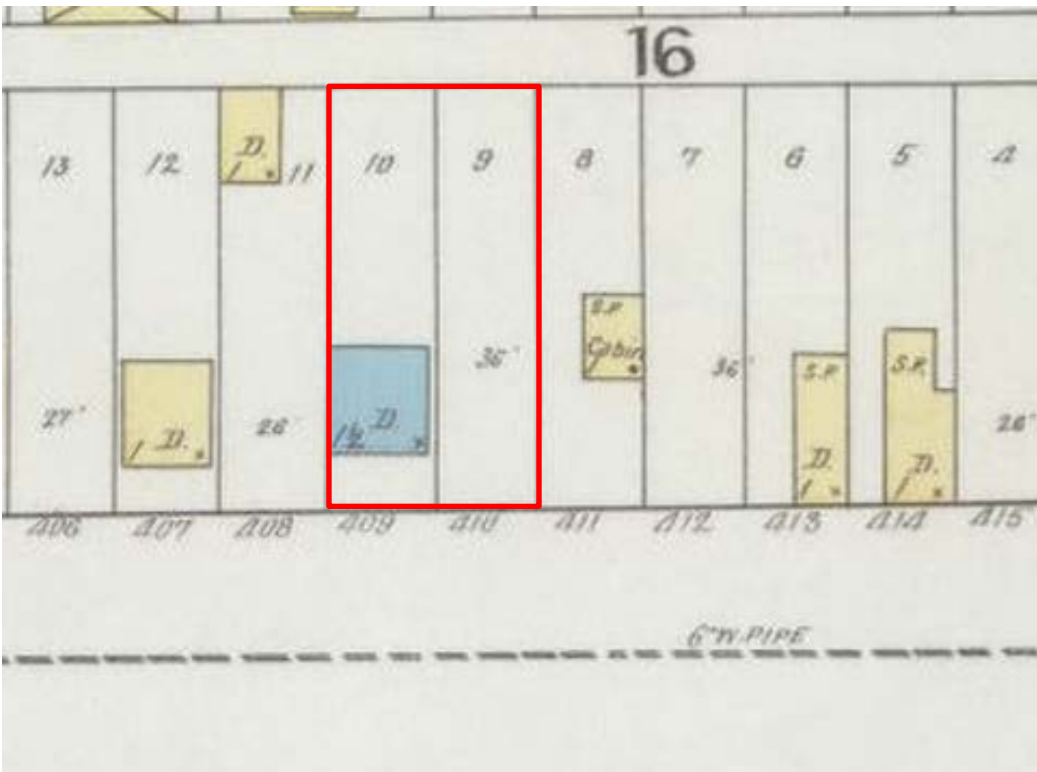 16
13 12 D. 11 10 9 8 7 6 5 4
1
S.P.
Cabin
1
36'
36'
S.P. S.P.
27' 1 D. 26' 1½ D. 26'
D. D.
1 1
406 407 408 409 410 411 412 413 414 415
6" W. PIPE